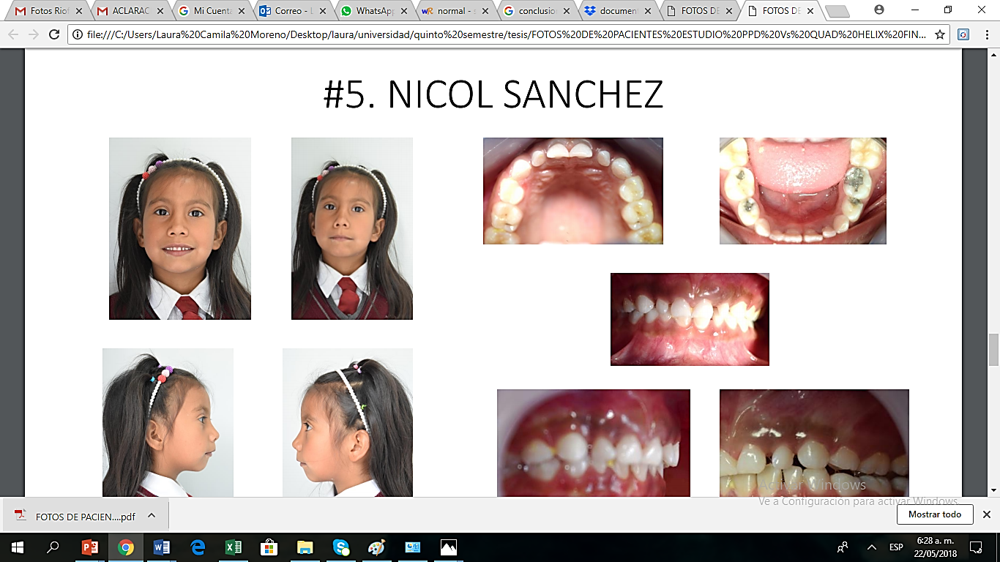 Fotos Riof
ACLARAC
Mi Cuenta
Correo - L
WhatsApp
normal - s
conclusio
documen
FOTOS DE
FOTOS DE
file:///C:/Users/Laura%20Camila%20Moreno/Desktop/laura/universidad/quinto%20semestre/tesis/FOTOS%20DE%20PACIENTES%20ESTUDIO%20PPD%20Vs%20QUAD%20HELIX%20FIN...
#5. NICOL SANCHEZ
Activar Windows
Ve a Configuración para activar Windows.
FOTOS DE PACIEN....pdf
Mostrar todo
ESP
6:28 a. m.
22/05/2018